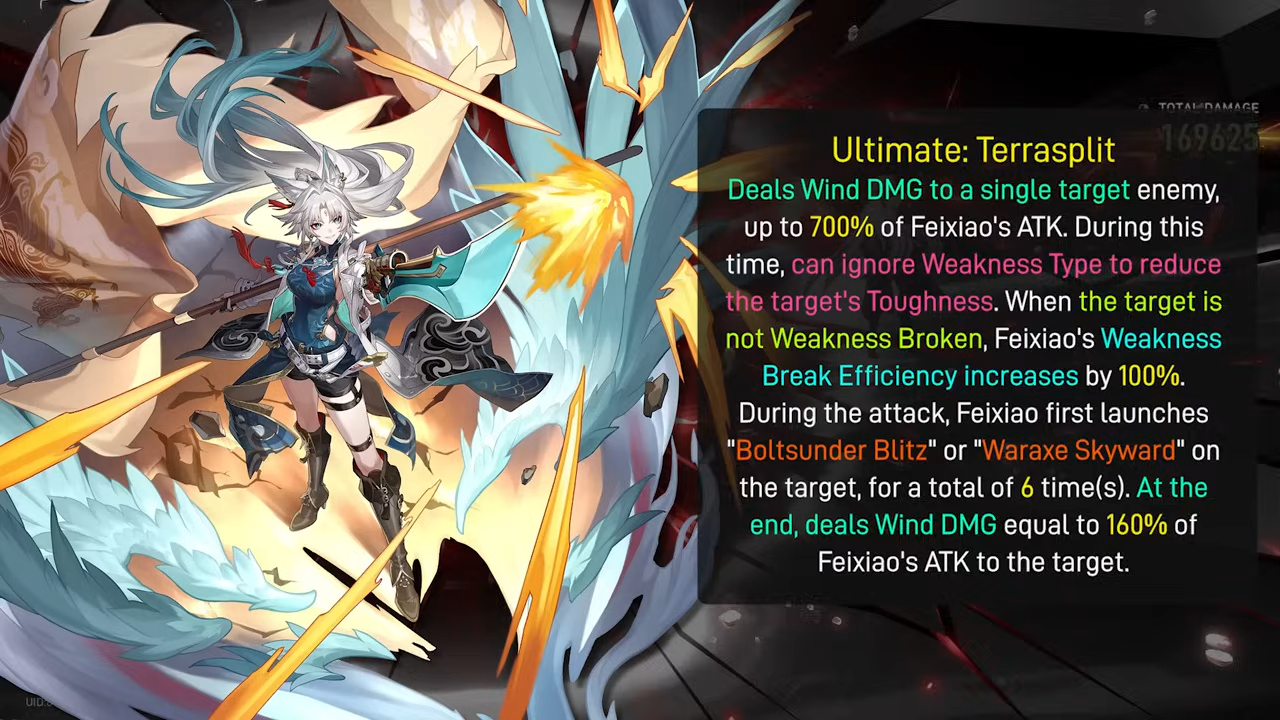 TOTAL DAMAGE
169625
Ultimate: Terrasplit
Deals Wind DMG to a single target enemy,
up to 700% of Feixiao's ATK. During this
time, can ignore Weakness Type to reduce
the target's Toughness. When the target is
not Weakness Broken, Feixiao's Weakness
Break Efficiency increases by 100%.
During the attack, Feixiao first launches
"Boltsunder Blitz" or "Waraxe Skyward" on
the target, for a total of 6 time(s). At the
end, deals Wind DMG equal to 160% of
Feixiao's ATK to the target.
UID: